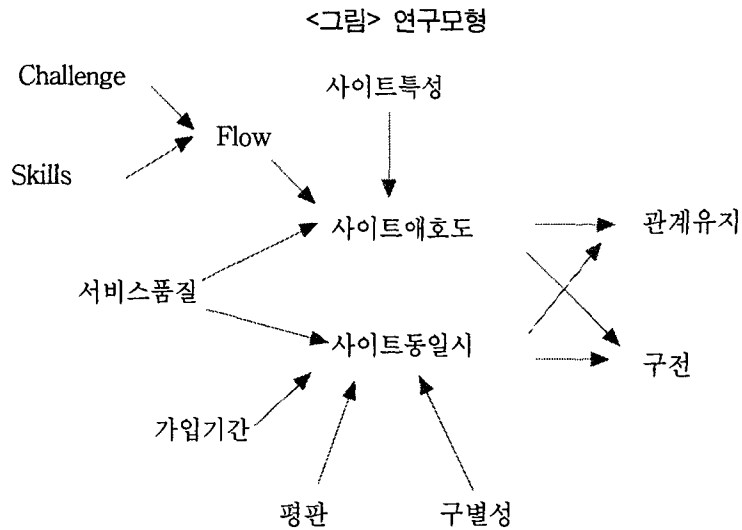 <그림> 연구모형
Challenge
사이트특성
Flow
Skills
사이트애호도
관계유지
서비스품질
사이트동일시
구전
가입기간
평판
구별성